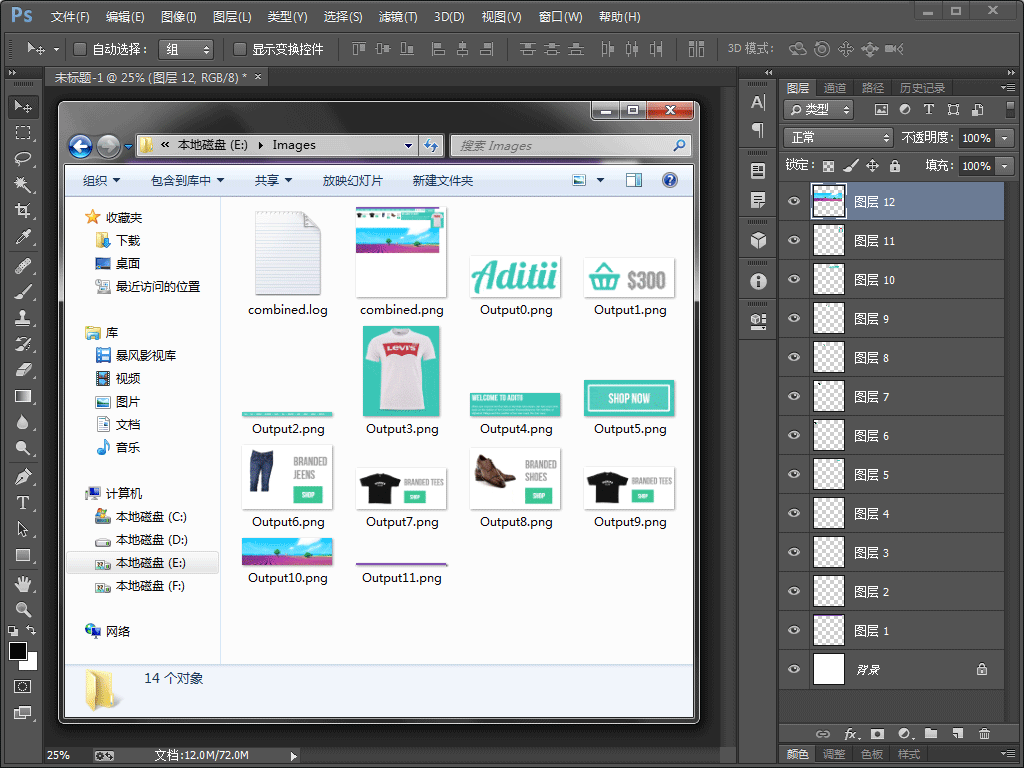 Ps 文件(F) 编辑(E) 图像(I) 图层(L) 类型(Y) 选择(S) 滤镜(T) 3D(D) 视图(V) 窗口(W) 帮助(H)
自动选择： 组 显示变换控件 3D 模式：
未标题-1 @ 25% (图层 12, RGB/8) * ×
« 本地磁盘 (E:) ▸ Images
搜索 Images
组织 包含到库中 共享 放映幻灯片 新建文件夹
收藏夹
下载
桌面
最近访问的位置
库
暴风影视库
视频
图片
文档
音乐
计算机
本地磁盘 (C:)
本地磁盘 (D:)
本地磁盘 (E:)
本地磁盘 (F:)
网络
combined.log
combined.png
Aditii
Output0.png
$300
Output1.png
Output2.png
LEVI'S
Output3.png
WELCOME TO ADITII
Output4.png
SHOP NOW
Output5.png
BRANDED
JEENS
SHOP
Output6.png
BRANDED TEES
SHOP
Output7.png
BRANDED
SHOES
SHOP
Output8.png
BRANDED TEES
SHOP
Output9.png
Output10.png
Output11.png
14 个对象
25% 文档:12.0M/72.0M
图层 通道 路径 历史记录
类型
正常 不透明度: 100%
锁定: 填充: 100%
图层 12
图层 11
图层 10
图层 9
图层 8
图层 7
图层 6
图层 5
图层 4
图层 3
图层 2
图层 1
背景
fx
颜色 调整 色板 样式